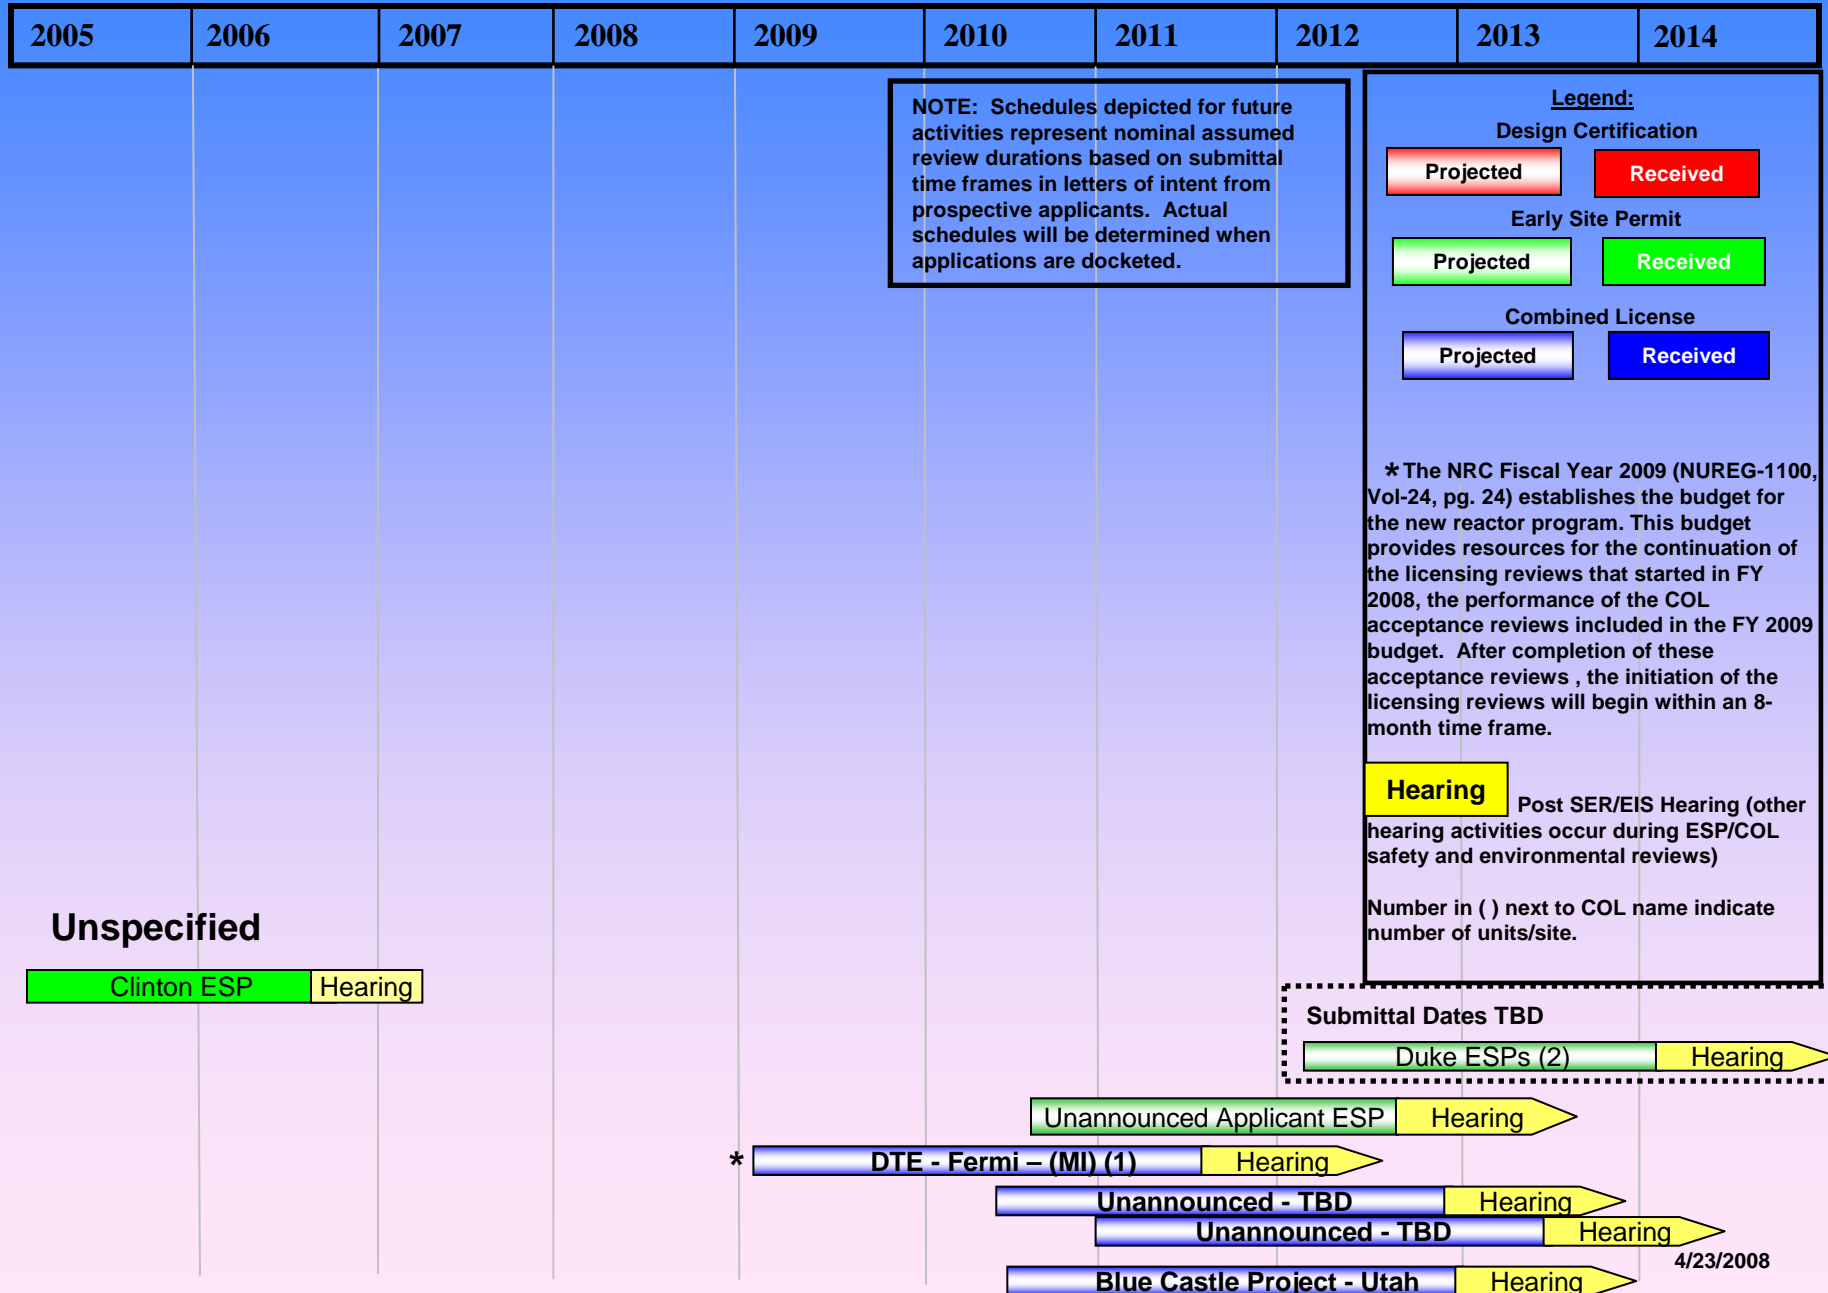 2005 2006 2007 2008 2009 2010 2011 2012 2013 2014
NOTE: Schedules depicted for future
activities represent nominal assumed
review durations based on submittal
time frames in letters of intent from
prospective applicants. Actual
schedules will be determined when
applications are docketed.
Legend:
Design Certification
Projected Received
Early Site Permit
Projected Received
Combined License
Projected Received
* The NRC Fiscal Year 2009 (NUREG-1100,
Vol-24, pg. 24) establishes the budget for
the new reactor program. This budget
provides resources for the continuation of
the licensing reviews that started in FY
2008, the performance of the COL
acceptance reviews included in the FY 2009
budget. After completion of these
acceptance reviews , the initiation of the
licensing reviews will begin within an 8-
month time frame.
Hearing Post SER/EIS Hearing (other
hearing activities occur during ESP/COL
safety and environmental reviews)
Number in ( ) next to COL name indicate
number of units/site.
Unspecified
Clinton ESP Hearing
Submittal Dates TBD
Duke ESPs (2) Hearing
Unannounced Applicant ESP Hearing
* DTE - Fermi – (MI) (1) Hearing
Unannounced - TBD Hearing
Unannounced - TBD Hearing
4/23/2008
Blue Castle Project - Utah Hearing